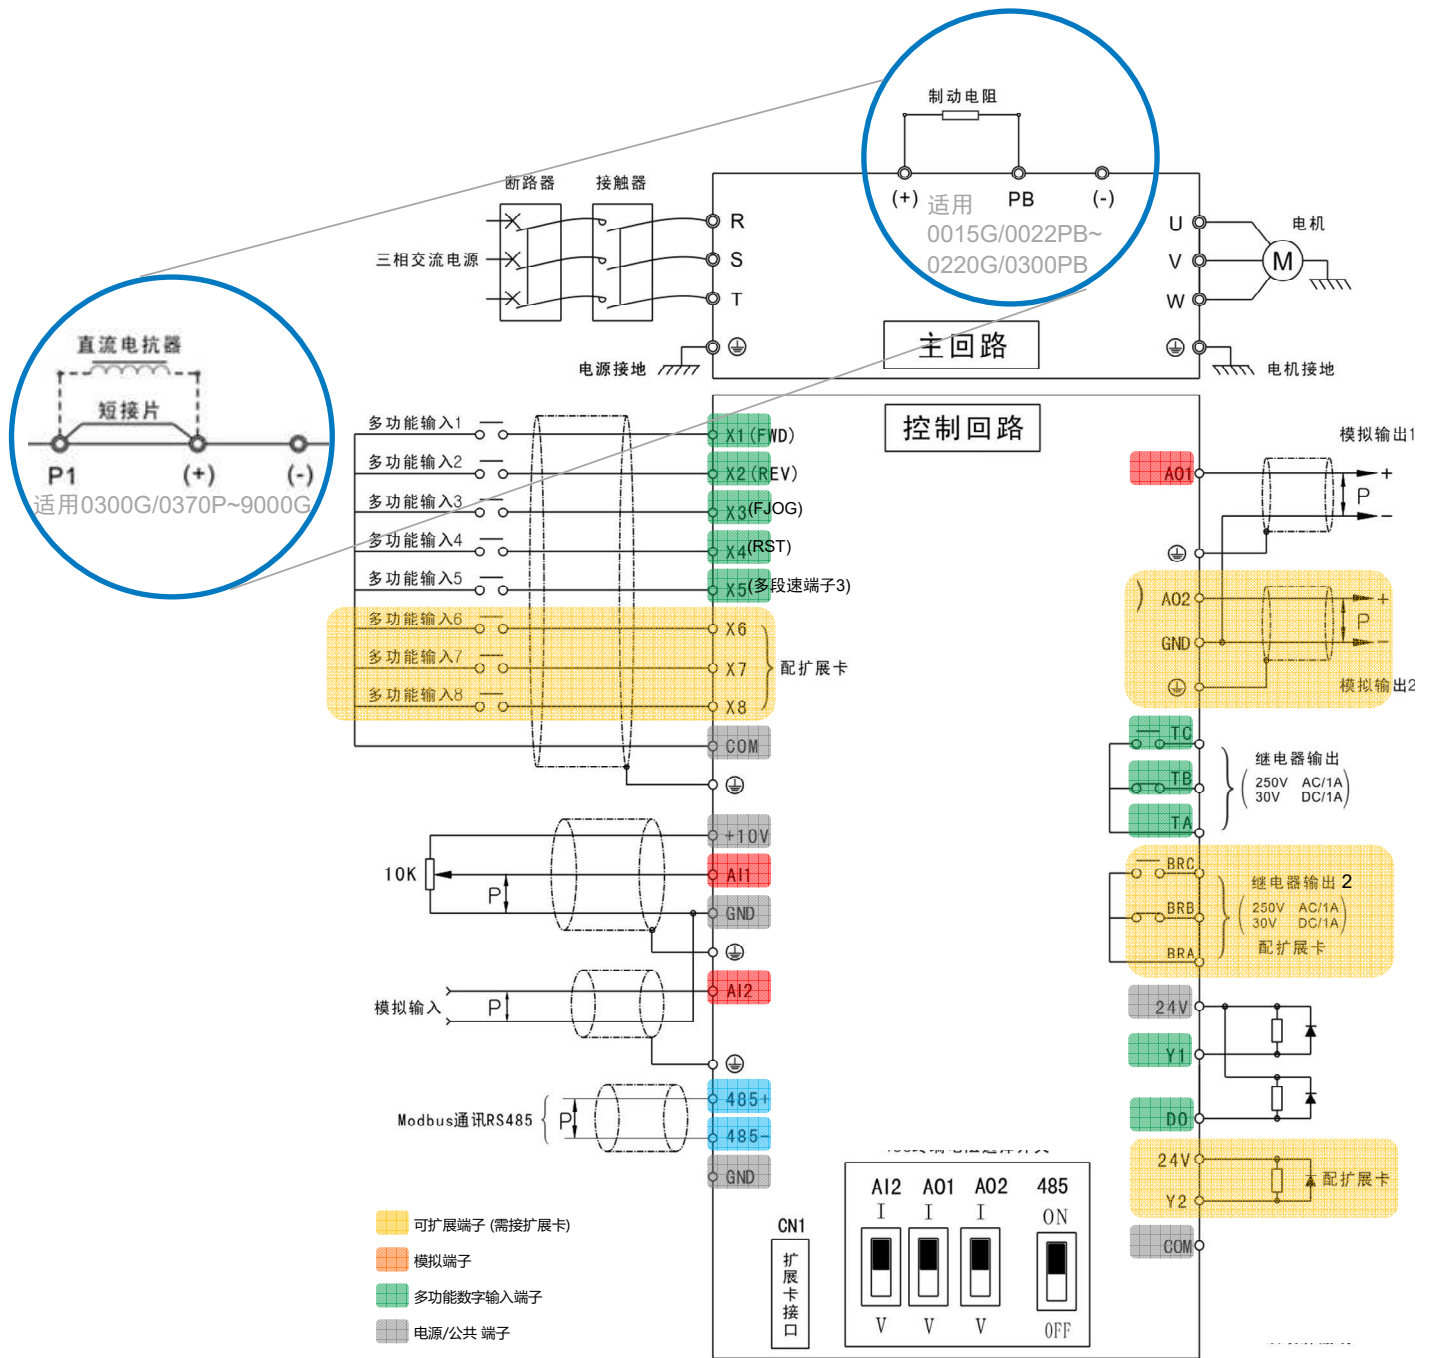 制动电阻
(+)
PB
(-)
适用
0015G/0022PB~
0220G/0300PB
断路器
接触器
三相交流电源
R
S
T
电源接地
主回路
U
V
W
电机
M
电机接地
直流电抗器
短接片
P1
(+)
(-)
适用0300G/0370P~9000G
控制回路
多功能输入1
X1(FWD)
多功能输入2
X2(REV)
多功能输入3
X3(FJOG)
多功能输入4
X4(RST)
多功能输入5
X5(多段速端子3)
多功能输入6
X6
多功能输入7
X7
配扩展卡
多功能输入8
X8
COM
+10V
10K
AI1
P
GND
AI2
模拟输入
P
Modbus通讯RS485
P
485+
485-
GND
模拟输出1
AO1
+
P
-
)
AO2
+
P
GND
-
模拟输出2
TC
TB
TA
继电器输出
250V AC/1A
30V DC/1A
BRC
BRB
BRA
继电器输出 2
250V AC/1A
30V DC/1A
配扩展卡
24V
Y1
DO
24V
Y2
配扩展卡
COM
CN1
扩展卡接口
AI2 AO1 AO2 485
I I I ON
V V V OFF
可扩展端子 (需接扩展卡)
模拟端子
多功能数字输入端子
电源/公共 端子